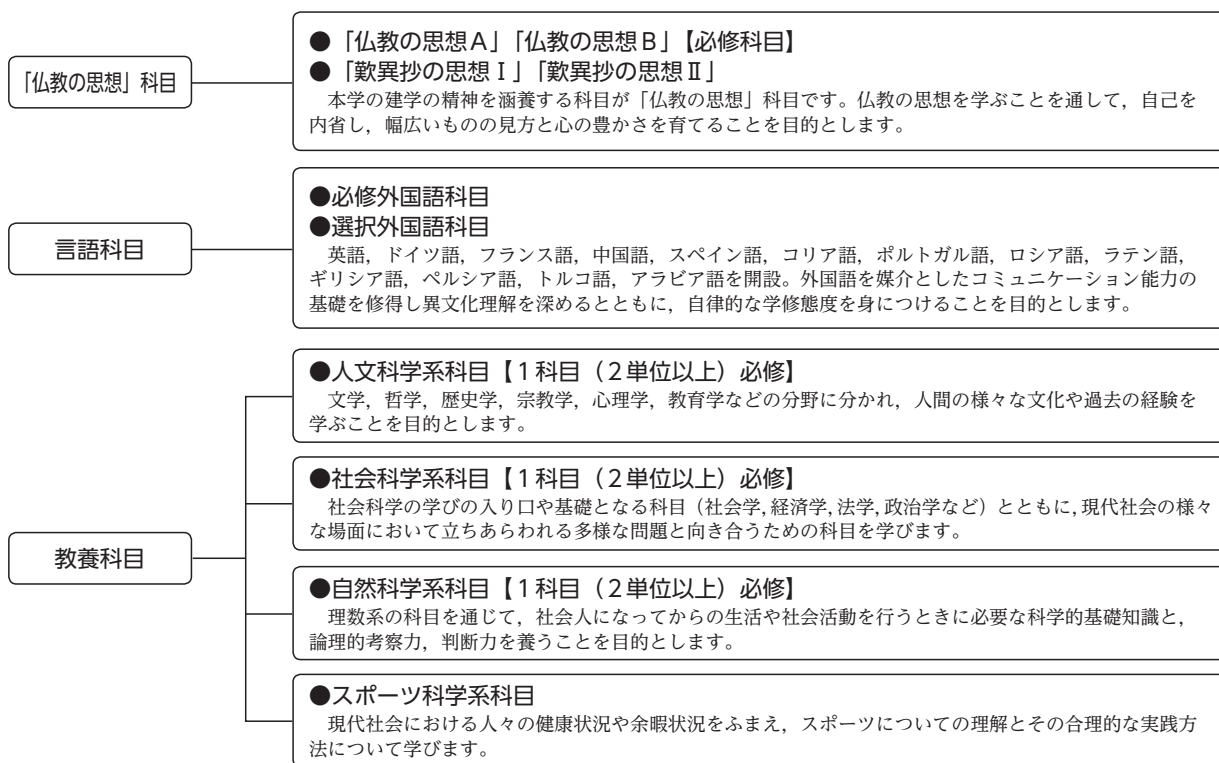 「仏教の思想」科目
●「仏教の思想A」「仏教の思想B」【必修科目】
●「歎異抄の思想Ⅰ」「歎異抄の思想Ⅱ」
本学の建学の精神を涵養する科目が「仏教の思想」科目です。仏教の思想を学ぶことを通して，自己を
内省し，幅広いものの見方と心の豊かさを育てることを目的とします。
言語科目
●必修外国語科目
●選択外国語科目
英語，ドイツ語，フランス語，中国語，スペイン語，コリア語，ポルトガル語，ロシア語，ラテン語，
ギリシア語，ペルシア語，トルコ語，アラビア語を開設。外国語を媒介としたコミュニケーション能力の
基礎を修得し異文化理解を深めるとともに，自律的な学修態度を身につけることを目的とします。
教養科目
●人文科学系科目【１科目（２単位以上）必修】
文学，哲学，歴史学，宗教学，心理学，教育学などの分野に分かれ，人間の様々な文化や過去の経験を
学ぶことを目的とします。
●社会科学系科目【１科目（２単位以上）必修】
社会科学の学びの入り口や基礎となる科目（社会学，経済学，法学，政治学など）とともに，現代社会の様々
な場面において立ちあらわれる多様な問題と向き合うための科目を学びます。
●自然科学系科目【１科目（２単位以上）必修】
理数系の科目を通じて，社会人になってからの生活や社会活動を行うときに必要な科学的基礎知識と，
論理的考察力，判断力を養うことを目的とします。
●スポーツ科学系科目
現代社会における人々の健康状況や余暇状況をふまえ，スポーツについての理解とその合理的な実践方
法について学びます。